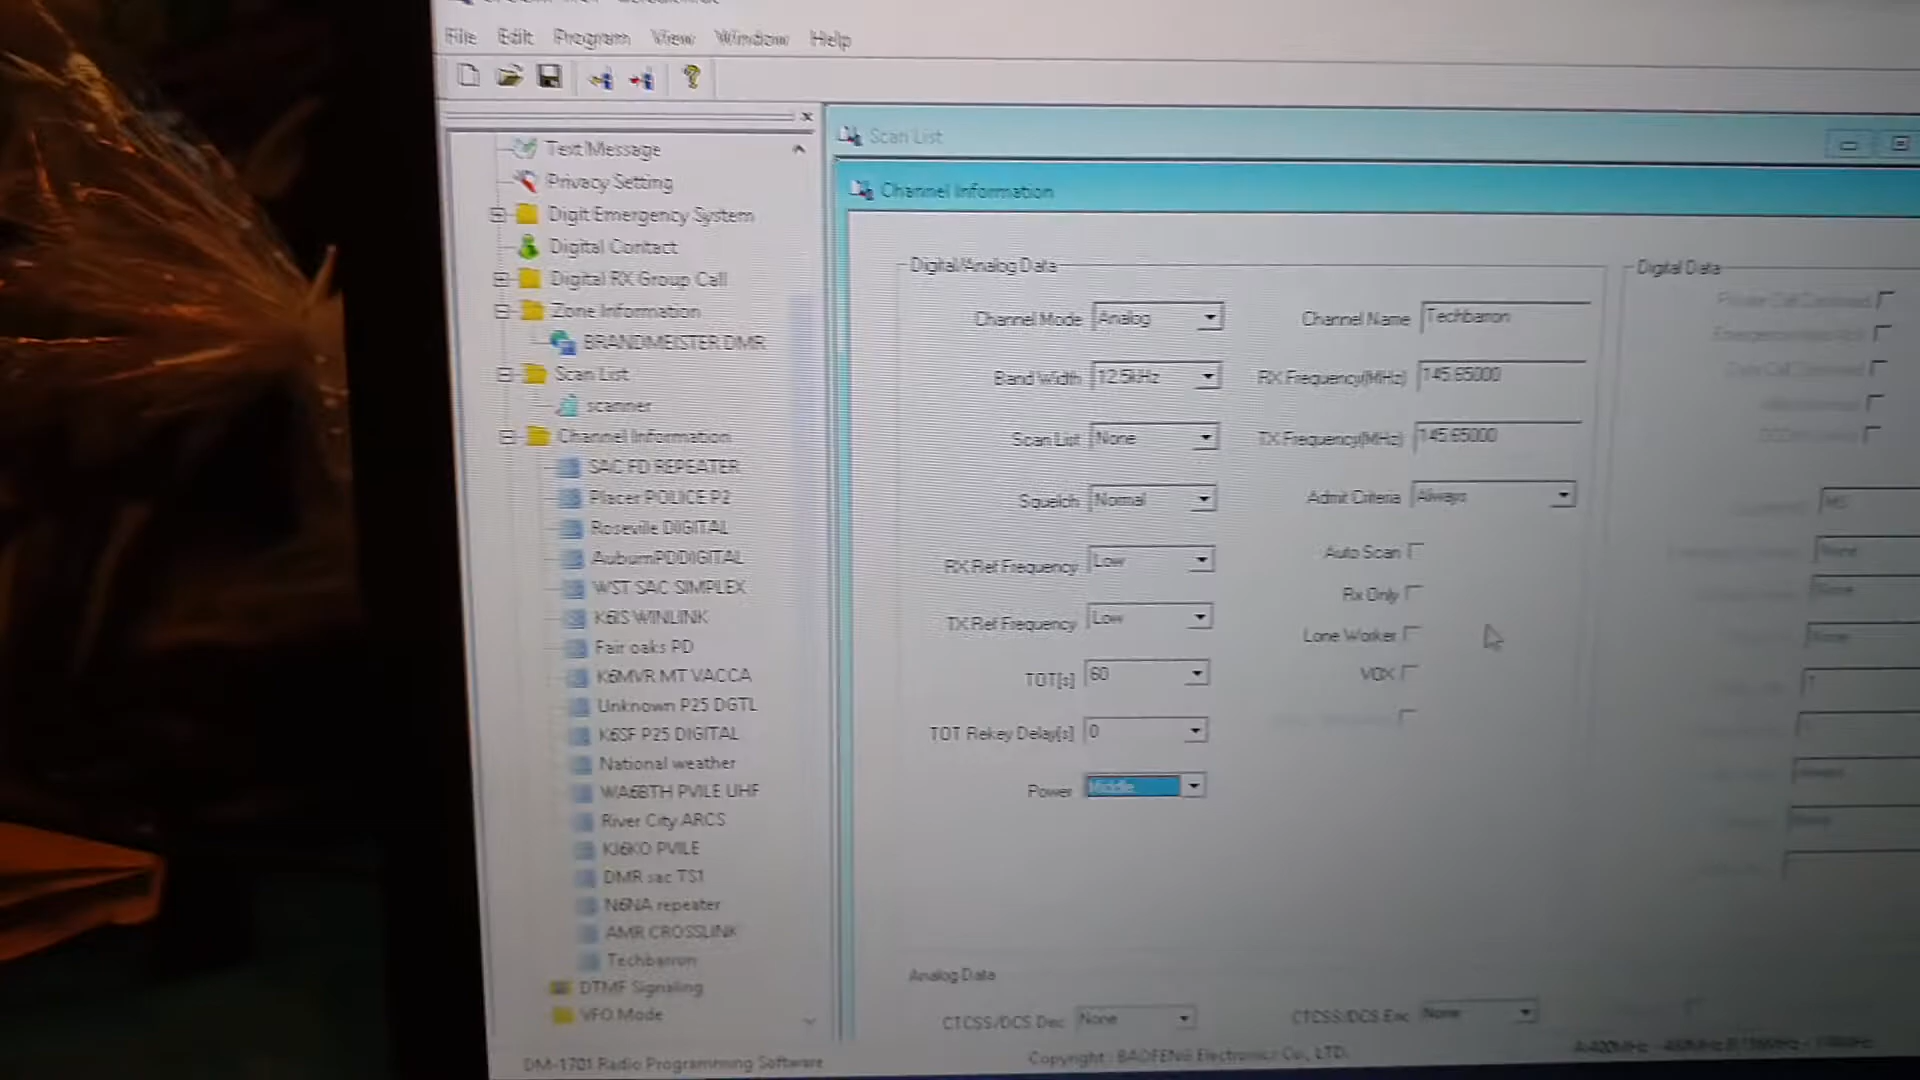 File Edit Program View Window Help
Text Message
Privacy Setting
Digit Emergency System
Digital Contact
Digital RX Group Call
Zone Information
BRANDMEISTER DMR
Scan List
scanner
Channel Information
SAC FD REPEATER
Placer POLICE P2
Roseville DIGITAL
AuburnPDDIGITAL
WST SAC SIMPLEX
K6IS WINLINK
Fair oaks PD
K6MVR MT VACCA
Unknown P25 DGTL
K6SF P25 DIGITAL
National weather
WA6BTH PVILE UHF
River City ARCS
KJ6KO PVILE
DMR sac TS1
N6NA repeater
AMR CROSSLINK
Techbarron
DTMF Signaling
VFO Mode
Scan List
Channel Information
Digital/Analog Data
Channel Mode Analog
Channel Name Techbarron
Band Width 12.5kHz
RX Frequency(MHz) 145.65000
Scan List None
TX Frequency(MHz) 145.65000
Squelch Normal
Admit Criteria Always
RX Ref Frequency Low
Auto Scan
Rx Only
TX Ref Frequency Low
Lone Worker
TOT[s] 60
VOX
TOT Rekey Delay[s] 0
Power Middle
Analog Data
CTCSS/DCS Dec None
CTCSS/DCS Enc None
Digital Data
DM-1701 Radio Programming Software
Copyright : BAOFENG Electronics Co., LTD.